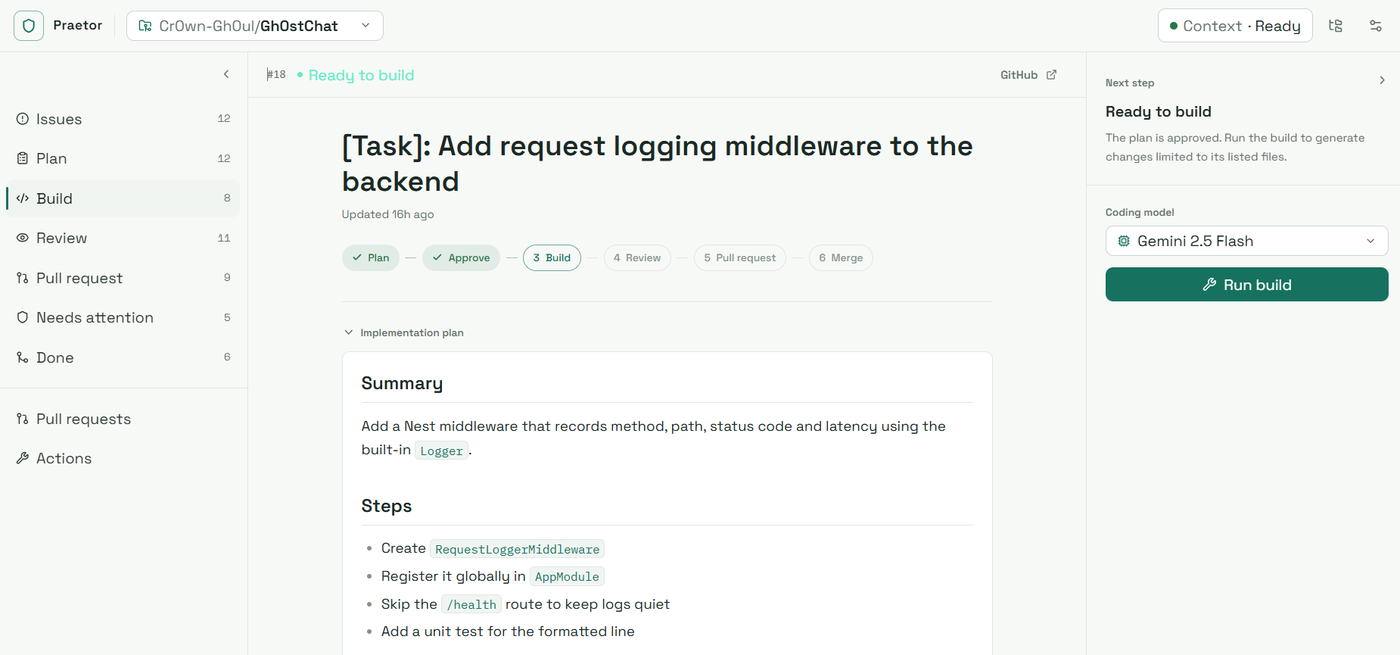 Praetor
Cr0wn-Gh0ul/Gh0stChat
Context · Ready
Issues 12
Plan 12
Build 8
Review 11
Pull request 9
Needs attention 5
Done 6
Pull requests
Actions
#18 Ready to build
GitHub
[Task]: Add request logging middleware to the
backend
Updated 16h ago
Plan
Approve
3 Build
4 Review
5 Pull request
6 Merge
Implementation plan
Summary
Add a Nest middleware that records method, path, status code and latency using the
built-in Logger.
Steps
Create RequestLoggerMiddleware
Register it globally in AppModule
Skip the /health route to keep logs quiet
Add a unit test for the formatted line
Next step
Ready to build
The plan is approved. Run the build to generate
changes limited to its listed files.
Coding model
Gemini 2.5 Flash
Run build